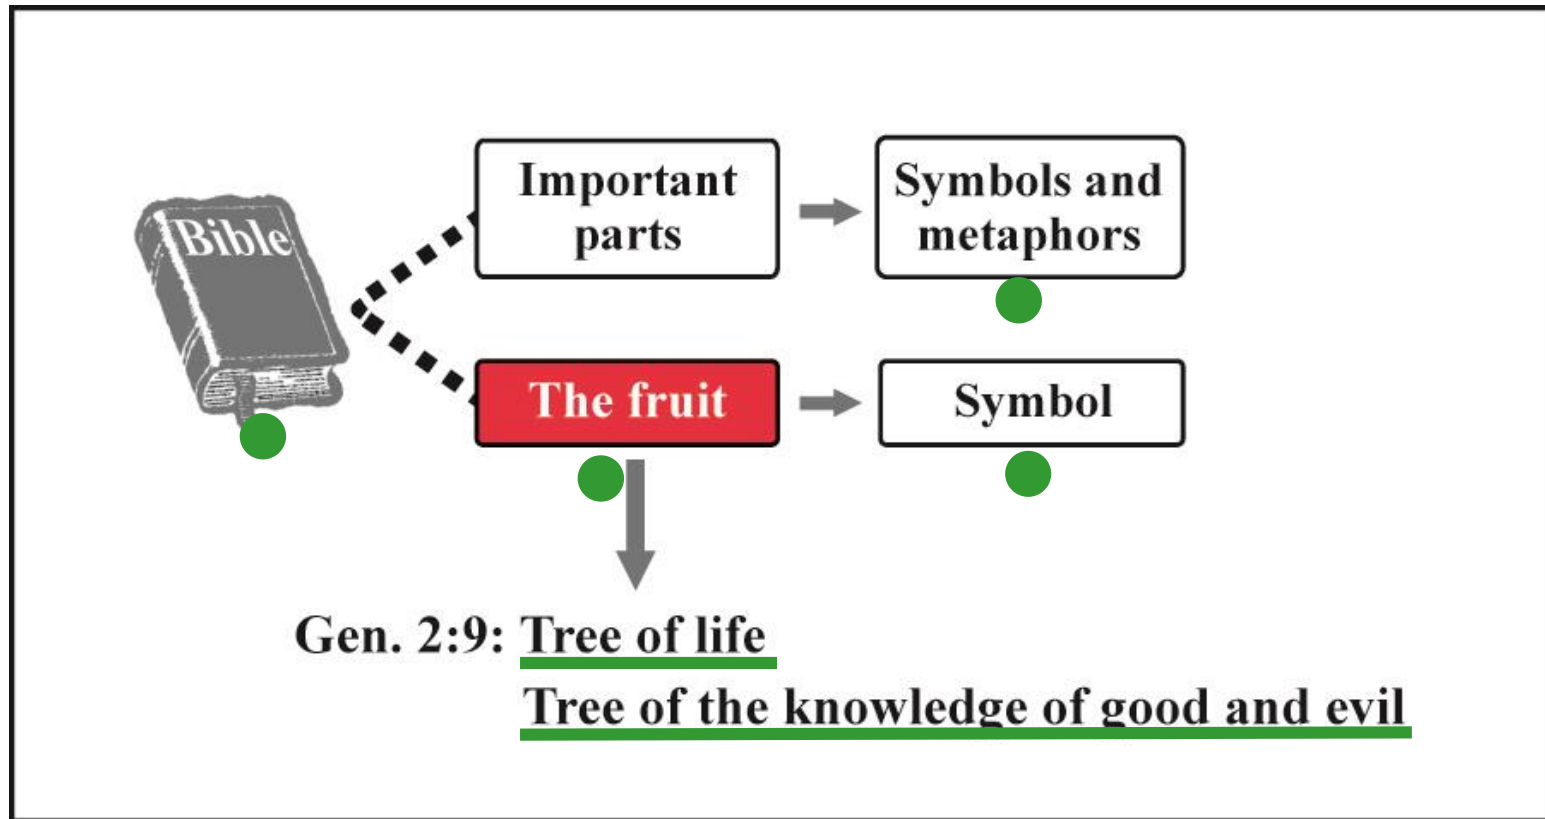 Bible
Important
parts
Symbols and
metaphors
The fruit
Symbol
Gen. 2:9: Tree of life
Tree of the knowledge of good and evil